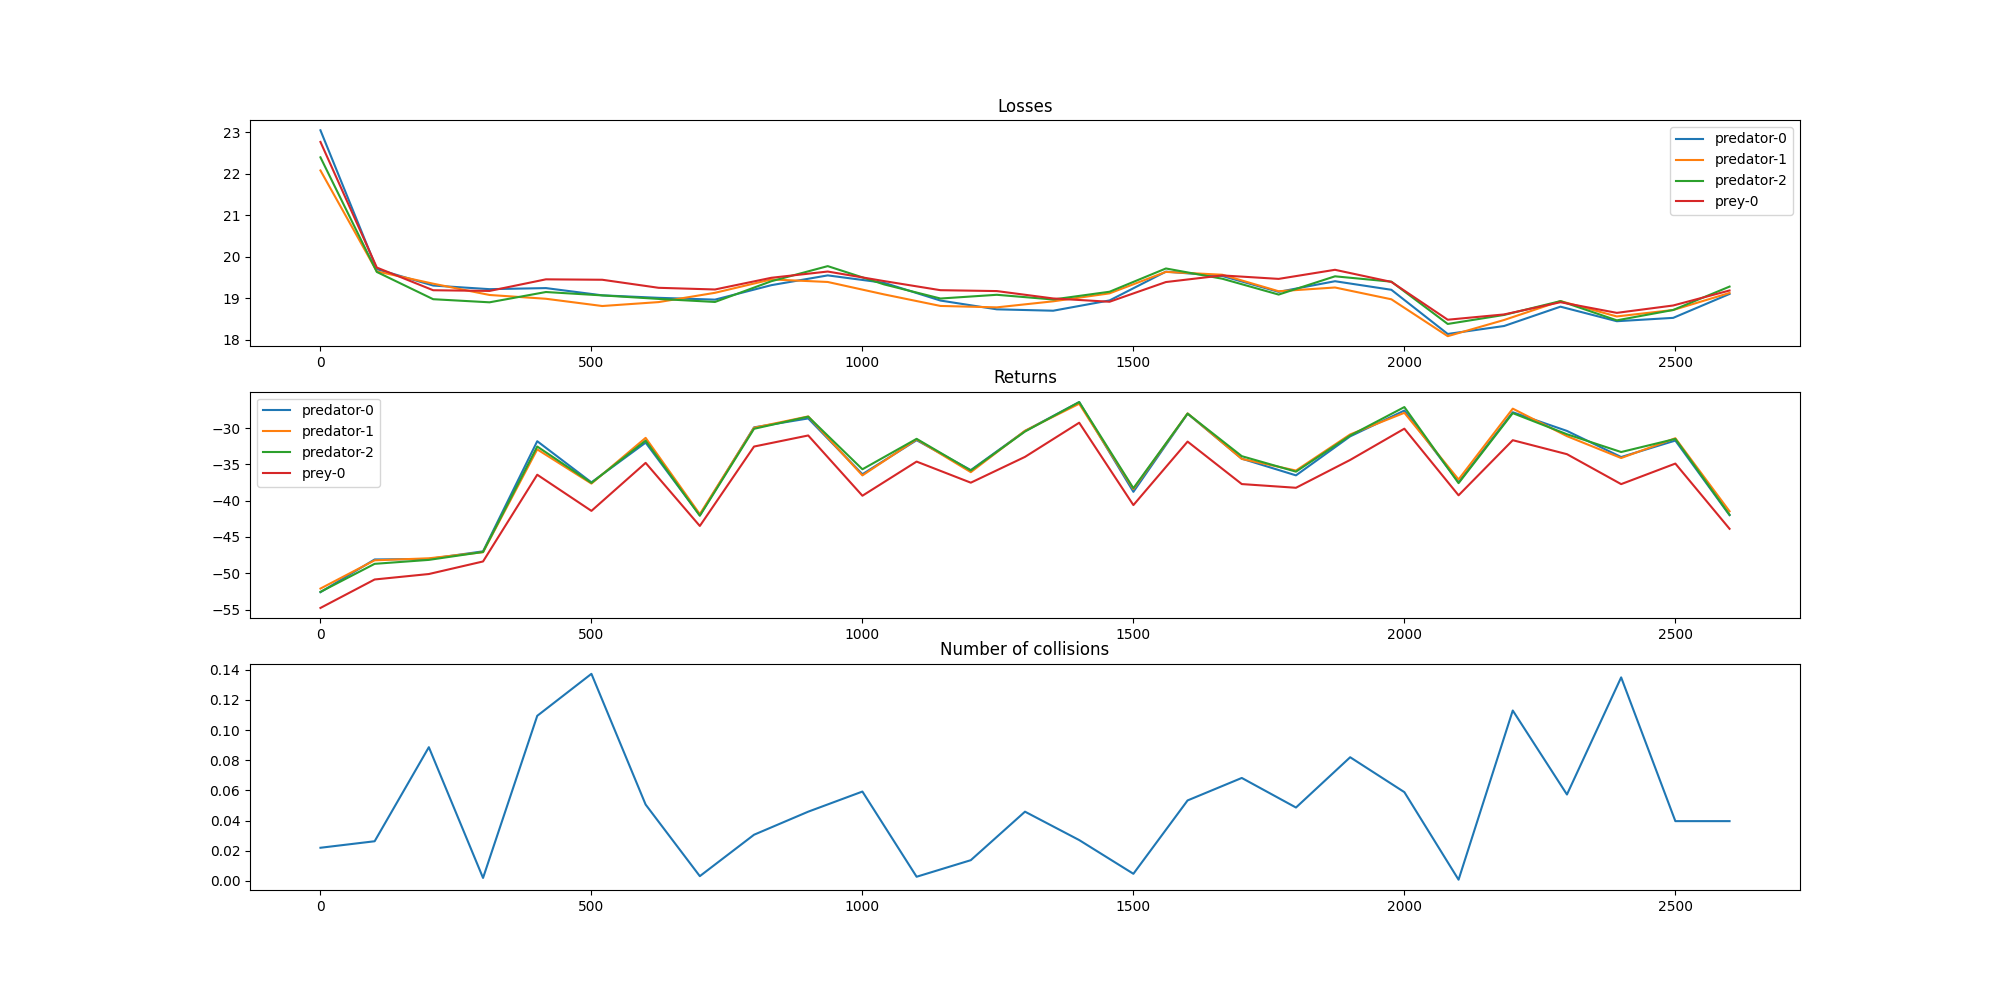 Losses
23
22
21
20
19
18
predator-0
predator-1
predator-2
prey-0
0 500 1000 1500 2000 2500
Returns
−30
−35
−40
−45
−50
−55
predator-0
predator-1
predator-2
prey-0
0 500 1000 1500 2000 2500
Number of collisions
0.14
0.12
0.10
0.08
0.06
0.04
0.02
0.00
0 500 1000 1500 2000 2500